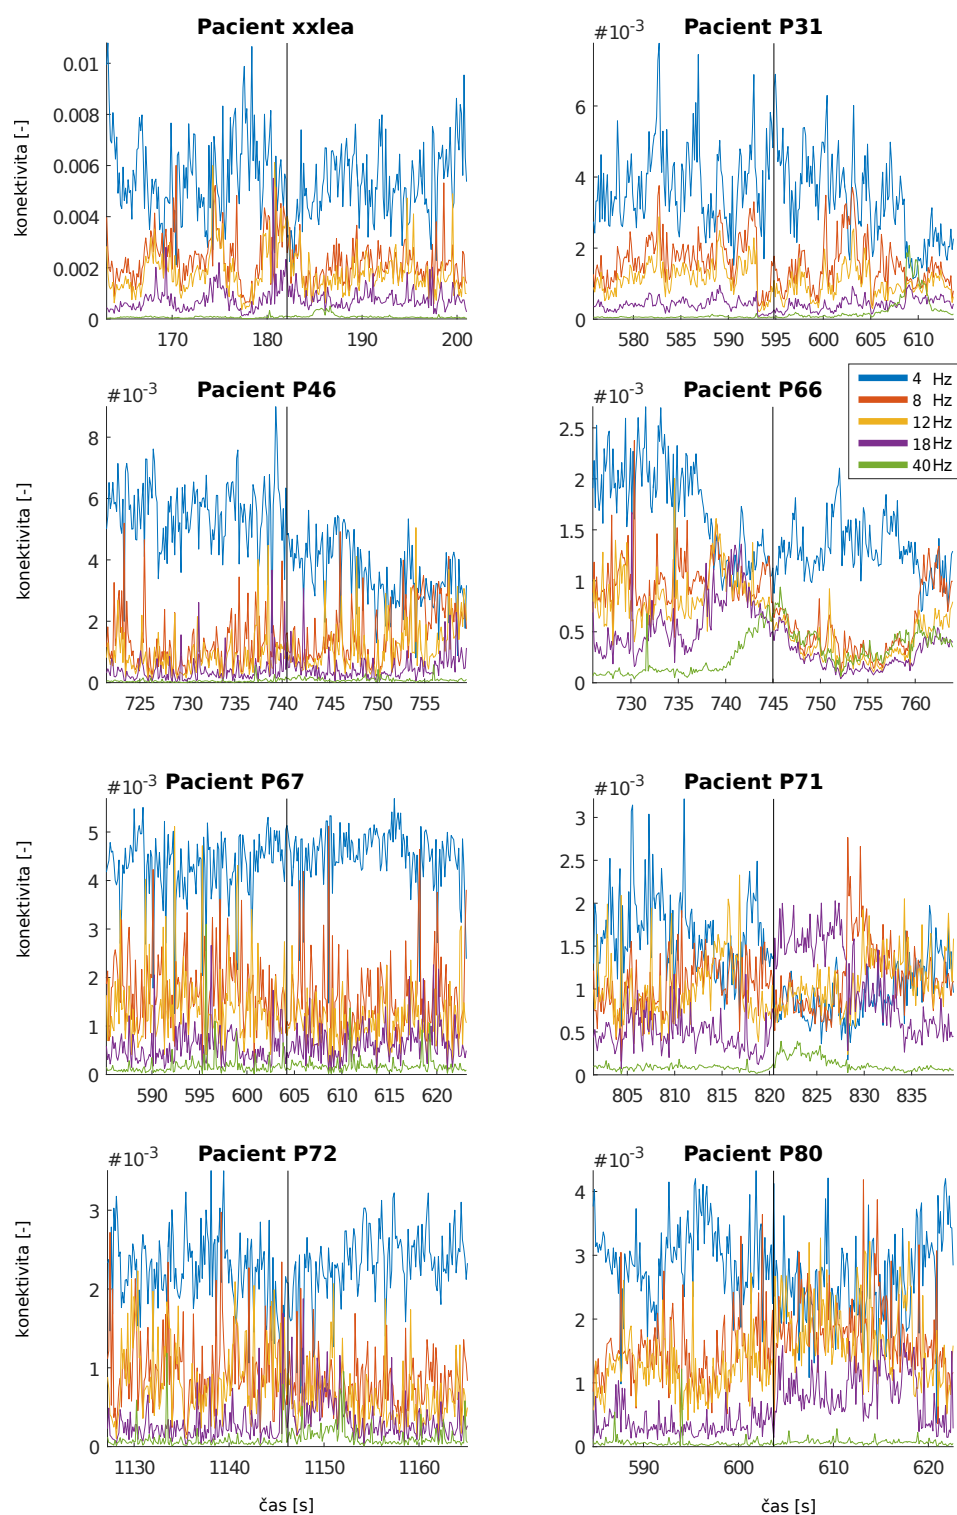 Pacient xxlea
konektivita [-]
0.01
0.008
0.006
0.004
0.002
0
170 180 190 200
Pacient P31
#10-3
6
4
2
0
580 585 590 595 600 605 610
Pacient P46
#10-3
konektivita [-]
8
6
4
2
0
725 730 735 740 745 750 755
Pacient P66
#10-3
2.5
2
1.5
1
0.5
0
730 735 740 745 750 755 760
4 Hz
8 Hz
12Hz
18Hz
40Hz
Pacient P67
#10-3
konektivita [-]
5
4
3
2
1
0
590 595 600 605 610 615 620
Pacient P71
#10-3
3
2.5
2
1.5
1
0.5
0
805 810 815 820 825 830 835
Pacient P72
#10-3
konektivita [-]
3
2
1
0
1130 1140 1150 1160
čas [s]
Pacient P80
#10-3
4
3
2
1
0
590 600 610 620
čas [s]